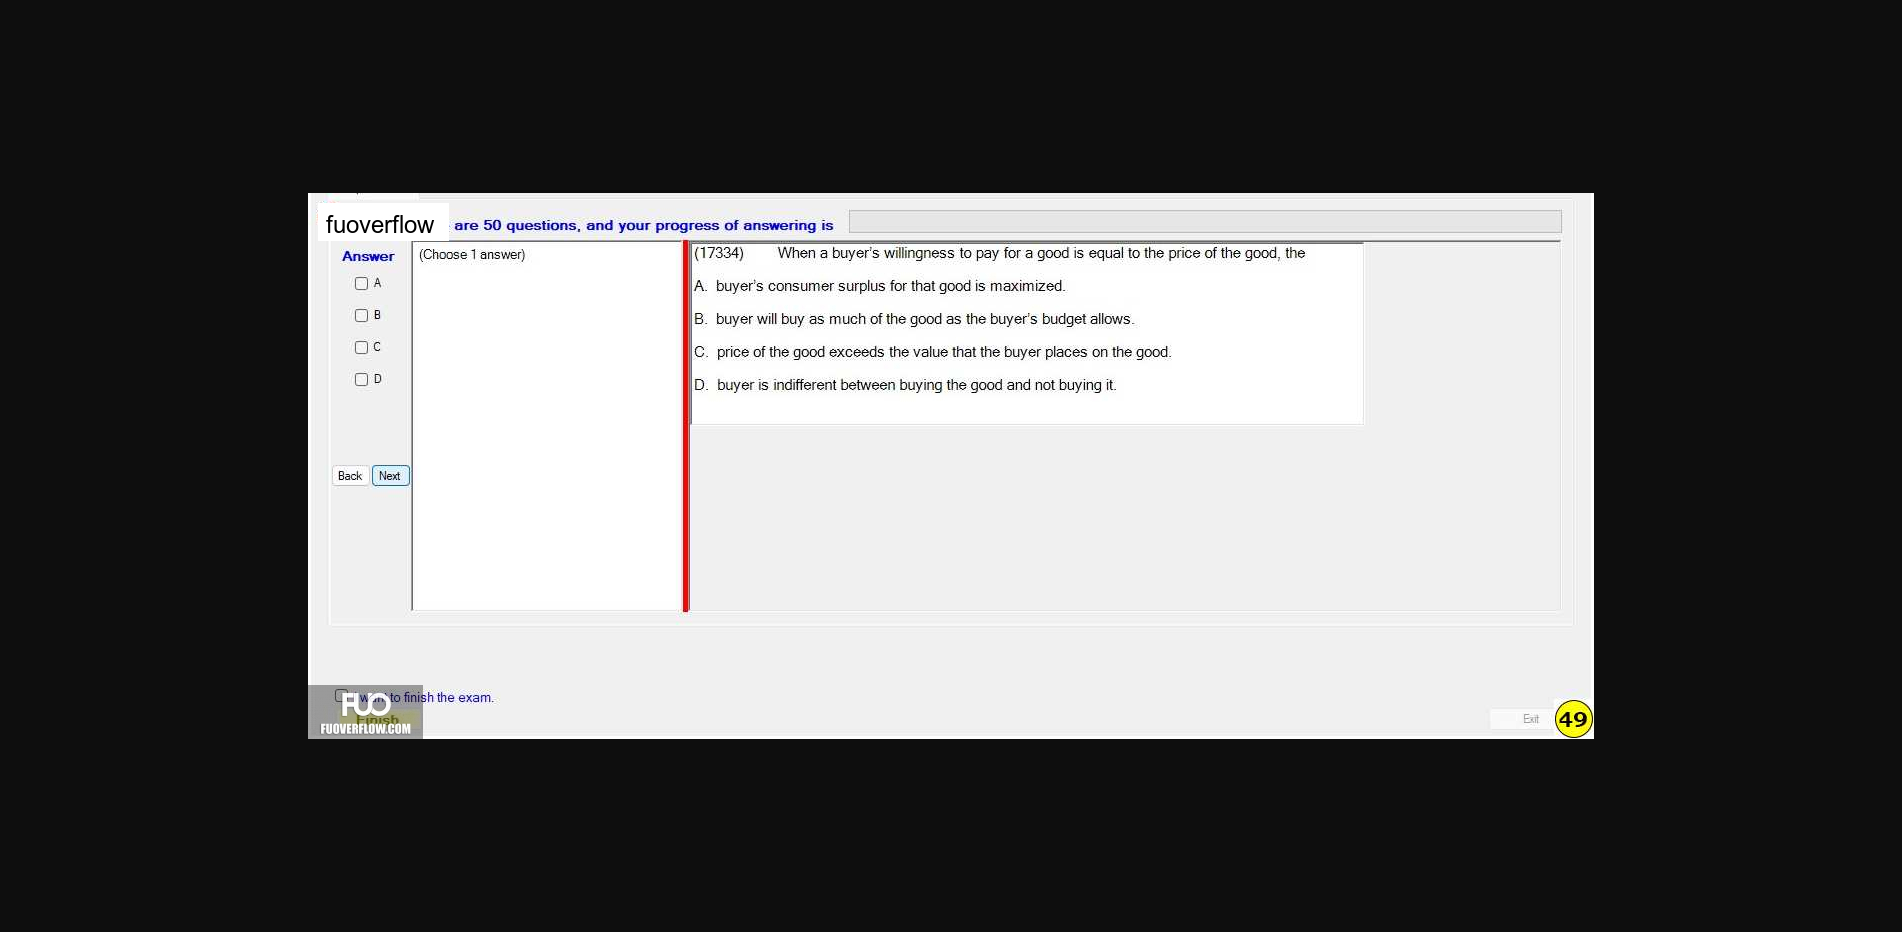 fuoverflow are 50 questions, and your progress of answering is
Answer
(Choose 1 answer)
A
B
C
D
Back Next
(17334) When a buyer's willingness to pay for a good is equal to the price of the good, the
A. buyer's consumer surplus for that good is maximized.
B. buyer will buy as much of the good as the buyer's budget allows.
C. price of the good exceeds the value that the buyer places on the good.
D. buyer is indifferent between buying the good and not buying it.
want to finish the exam.
FUO
Finish
FUOVERFLOW.COM
Exit
49